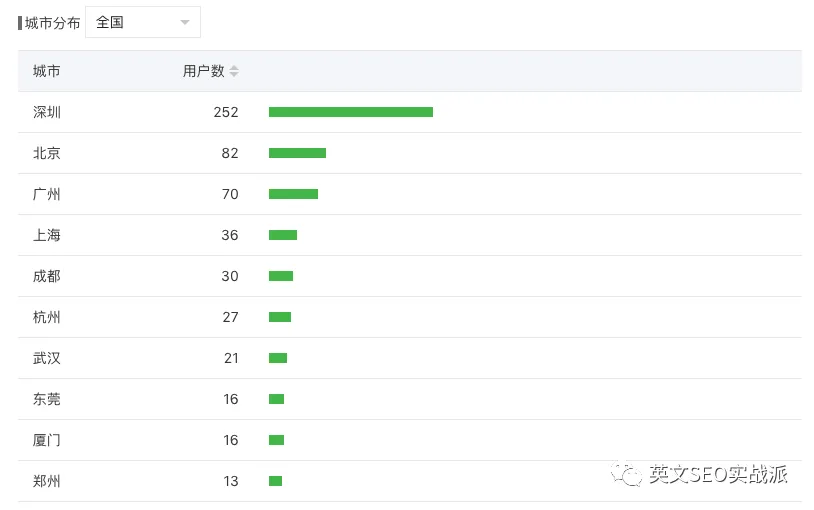 城市分布 全国
城市 用户数
深圳 252
北京 82
广州 70
上海 36
成都 30
杭州 27
武汉 21
东莞 16
厦门 16
郑州 13
英文SEO实战派